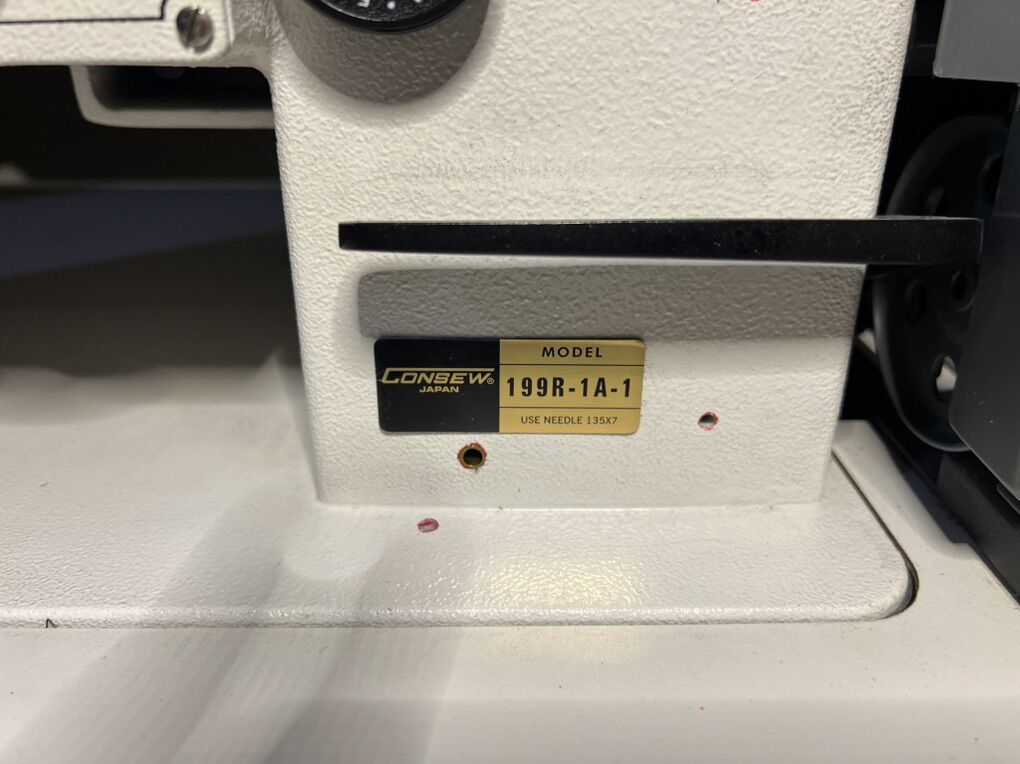 CONSEW®
JAPAN
MODEL
199R-1A-1
USE NEEDLE 135X7